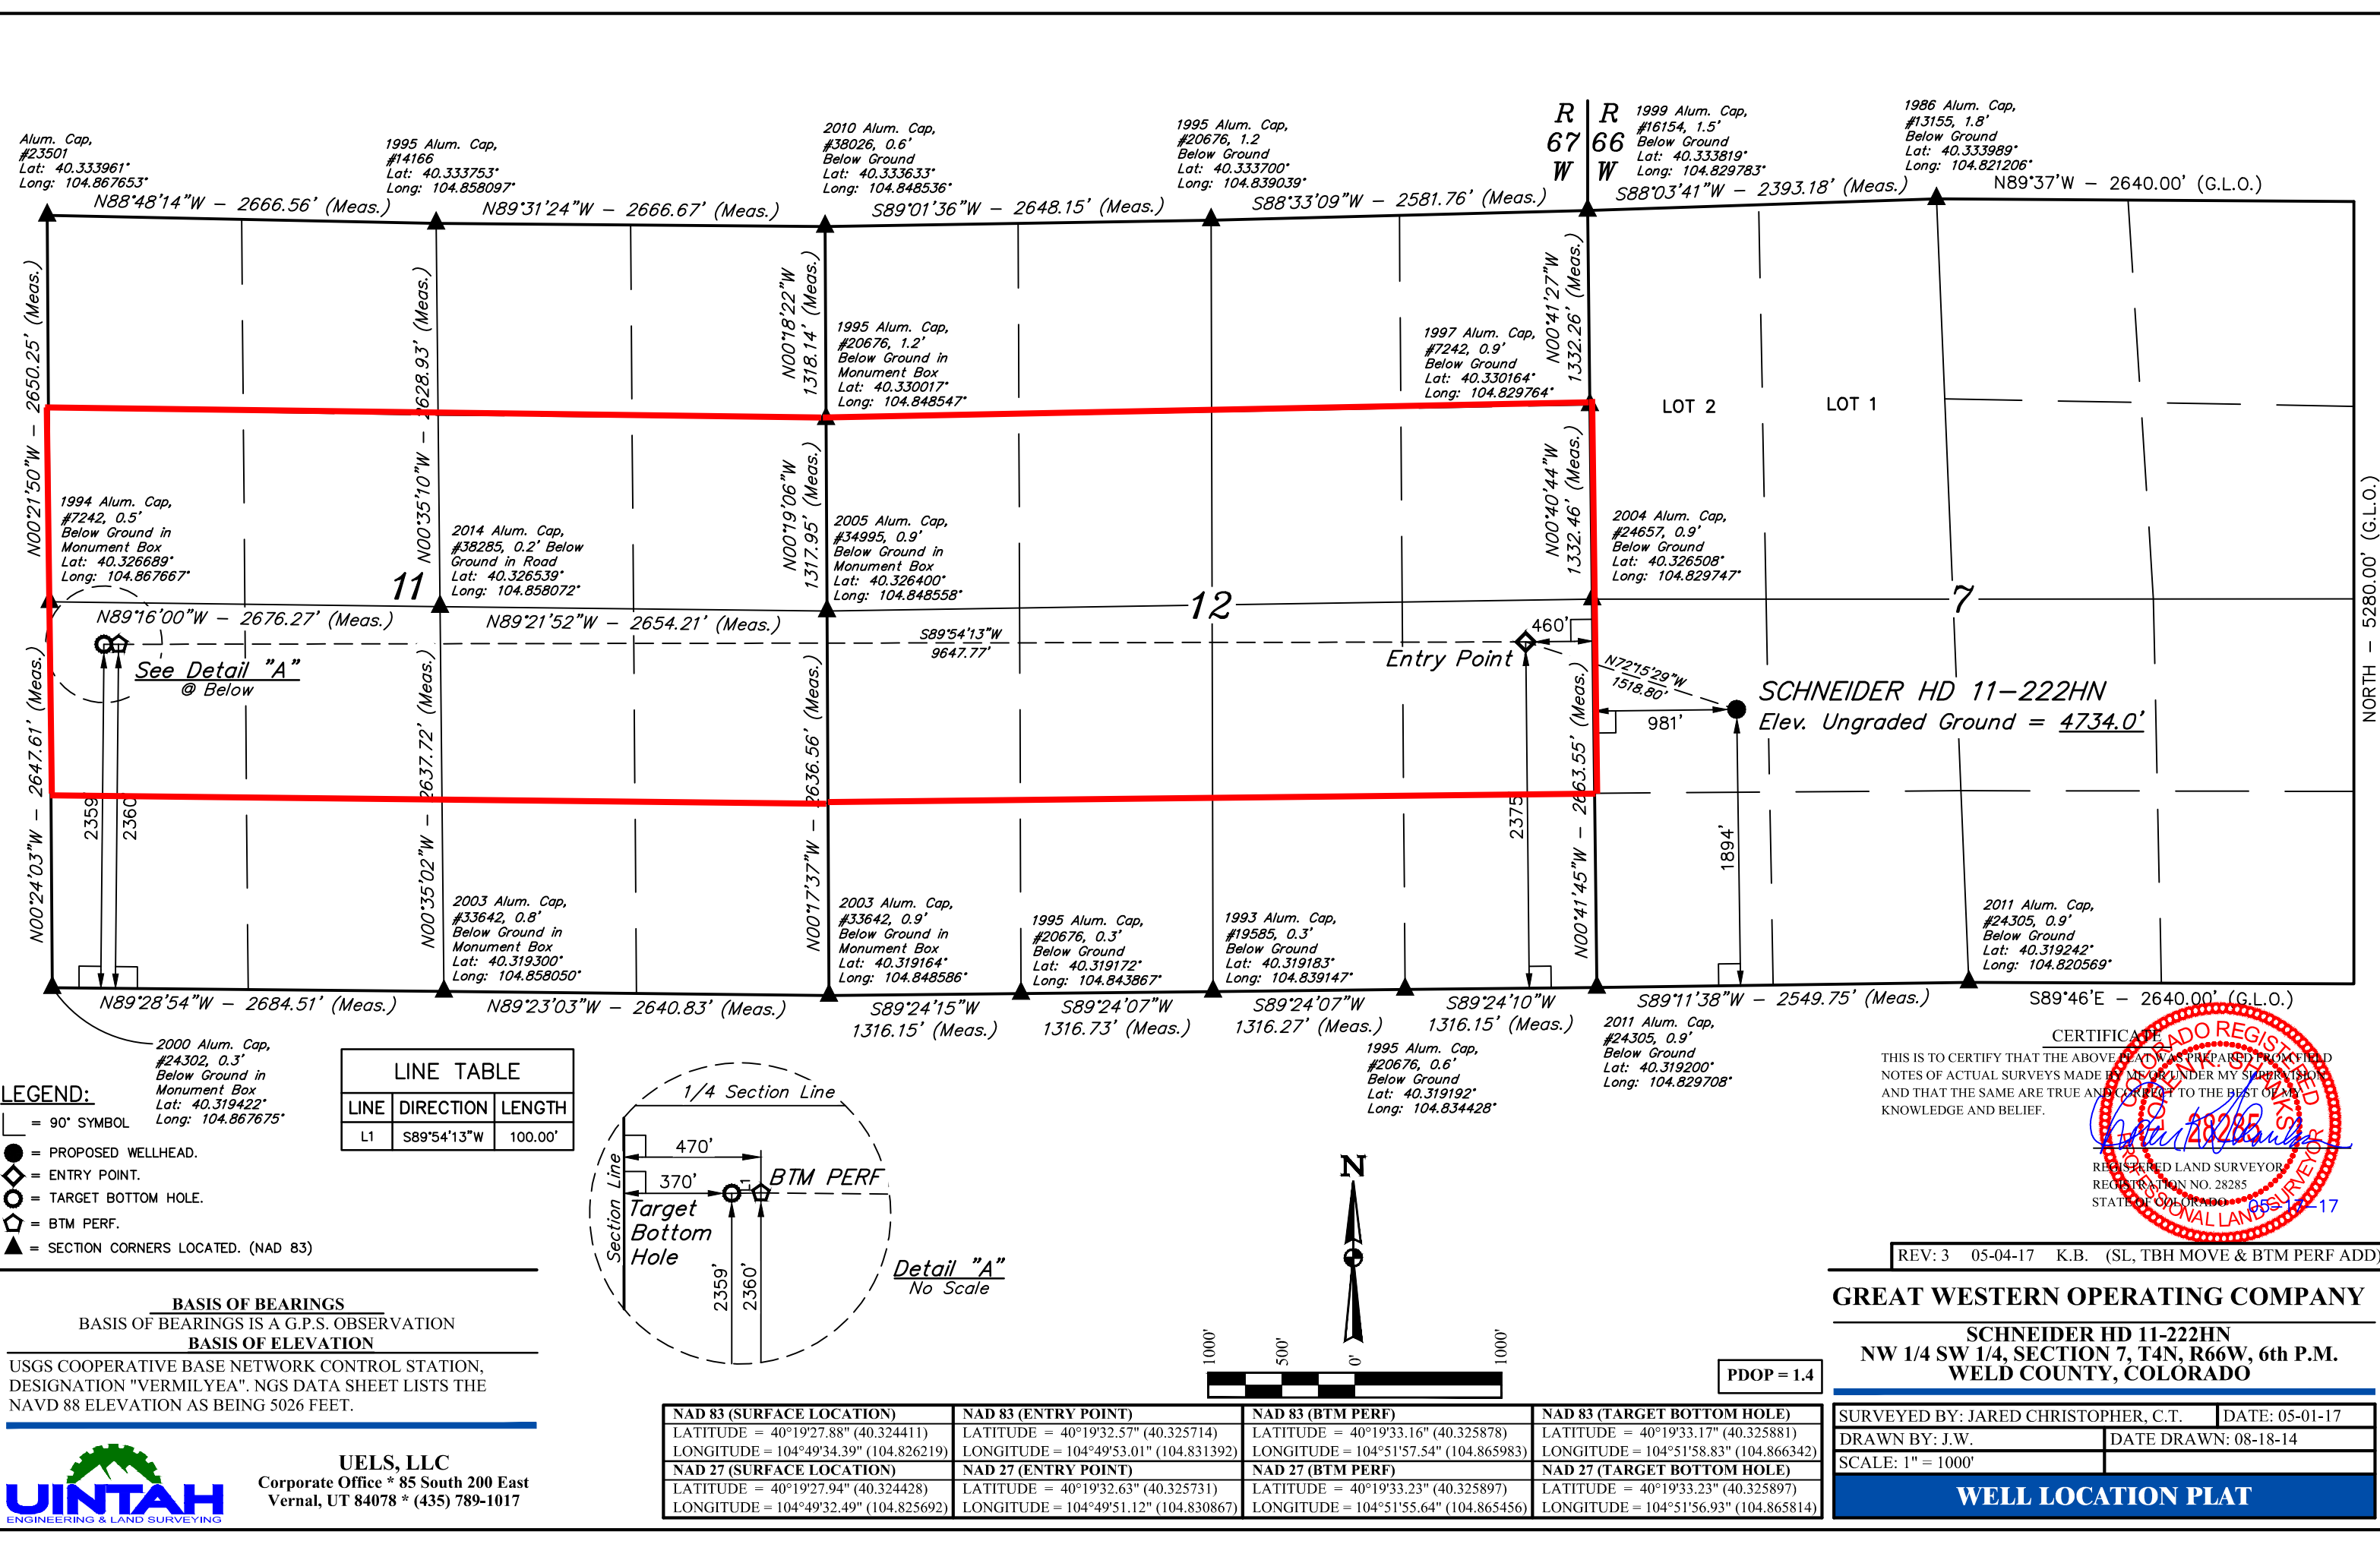 Alum. Cap,
#23501
Lat: 40.333961°
Long: 104.867653°
1995 Alum. Cap,
#14166
Lat: 40.333753°
Long: 104.858097°
2010 Alum. Cap,
#38026, 0.6'
Below Ground
Lat: 40.333633°
Long: 104.848536°
1995 Alum. Cap,
#20676, 1.2
Below Ground
Lat: 40.333700°
Long: 104.839039°
R R
67 66
W W
1999 Alum. Cap,
#16154, 1.5'
Below Ground
Lat: 40.333819°
Long: 104.829783°
1986 Alum. Cap,
#13155, 1.8'
Below Ground
Lat: 40.333989°
Long: 104.821206°
N88°48'14"W – 2666.56' (Meas.)
N89°31'24"W – 2666.67' (Meas.)
S89°01'36"W – 2648.15' (Meas.)
S88°33'09"W – 2581.76' (Meas.)
S88°03'41"W – 2393.18' (Meas.)
N89°37'W – 2640.00' (G.L.O.)
N00°21'50"W – 2650.25' (Meas.)
N00°35'10"W – 2628.93' (Meas.)
N00°18'22"W
1318.14' (Meas.)
N00°41'27"W
1332.26' (Meas.)
1995 Alum. Cap,
#20676, 1.2'
Below Ground in
Monument Box
Lat: 40.330017°
Long: 104.848547°
1997 Alum. Cap,
#7242, 0.9'
Below Ground
Lat: 40.330164°
Long: 104.829764°
LOT 2
LOT 1
N00°19'06"W
1317.95' (Meas.)
N00°40'44"W
1332.46' (Meas.)
NORTH – 5280.00' (G.L.O.)
1994 Alum. Cap,
#7242, 0.5'
Below Ground in
Monument Box
Lat: 40.326689°
Long: 104.867667°
2014 Alum. Cap,
#38285, 0.2' Below
Ground in Road
Lat: 40.326539°
Long: 104.858072°
2005 Alum. Cap,
#34995, 0.9'
Below Ground in
Monument Box
Lat: 40.326400°
Long: 104.848558°
2004 Alum. Cap,
#24657, 0.9'
Below Ground
Lat: 40.326508°
Long: 104.829747°
11
12
7
N89°16'00"W – 2676.27' (Meas.)
N89°21'52"W – 2654.21' (Meas.)
S89°54'13"W
9647.77'
460'
Entry Point
See Detail "A"
@ Below
N72°15'29"W
1518.80'
981'
SCHNEIDER HD 11–222HN
Elev. Ungraded Ground = 4734.0'
N00°24'03"W – 2647.61' (Meas.)
2359'
2360'
N00°35'02"W – 2637.72' (Meas.)
N00°17'37"W – 2636.56' (Meas.)
2375'
N00°41'45"W – 2663.55' (Meas.)
1894'
2003 Alum. Cap,
#33642, 0.8'
Below Ground in
Monument Box
Lat: 40.319300°
Long: 104.858050°
2003 Alum. Cap,
#33642, 0.9'
Below Ground in
Monument Box
Lat: 40.319164°
Long: 104.848586°
1995 Alum. Cap,
#20676, 0.3'
Below Ground
Lat: 40.319172°
Long: 104.843867°
1993 Alum. Cap,
#19585, 0.3'
Below Ground
Lat: 40.319183°
Long: 104.839147°
2011 Alum. Cap,
#24305, 0.9'
Below Ground
Lat: 40.319242°
Long: 104.820569°
N89°28'54"W – 2684.51' (Meas.)
N89°23'03"W – 2640.83' (Meas.)
S89°24'15"W
1316.15' (Meas.)
S89°24'07"W
1316.73' (Meas.)
S89°24'07"W
1316.27' (Meas.)
S89°24'10"W
1316.15' (Meas.)
S89°11'38"W – 2549.75' (Meas.)
S89°46'E – 2640.00' (G.L.O.)
2000 Alum. Cap,
#24302, 0.3'
Below Ground in
Monument Box
Lat: 40.319422°
Long: 104.867675°
1995 Alum. Cap,
#20676, 0.6'
Below Ground
Lat: 40.319192°
Long: 104.834428°
2011 Alum. Cap,
#24305, 0.9'
Below Ground
Lat: 40.319200°
Long: 104.829708°
LEGEND:
= 90° SYMBOL
= PROPOSED WELLHEAD.
= ENTRY POINT.
= TARGET BOTTOM HOLE.
= BTM PERF.
= SECTION CORNERS LOCATED. (NAD 83)
LINE TABLE
LINE DIRECTION LENGTH
L1 S89°54'13"W 100.00'
1/4 Section Line
Section Line
470'
370'
L1
BTM PERF
Target
Bottom
Hole
2359'
2360'
Detail "A"
No Scale
N
1000'
500'
0'
1000'
CERTIFICATE
THIS IS TO CERTIFY THAT THE ABOVE PLAT WAS PREPARED FROM FIELD
NOTES OF ACTUAL SURVEYS MADE BY ME OR UNDER MY SUPERVISION
AND THAT THE SAME ARE TRUE AND CORRECT TO THE BEST OF MY
KNOWLEDGE AND BELIEF.
COLORADO REGISTERED
LOREN K. SHANKS
28285
PROFESSIONAL LAND SURVEYOR
REGISTERED LAND SURVEYOR
REGISTRATION NO. 28285
STATE OF COLORADO
05-17-17
REV: 3 05-04-17 K.B. (SL, TBH MOVE & BTM PERF ADD)
GREAT WESTERN OPERATING COMPANY
SCHNEIDER HD 11-222HN
NW 1/4 SW 1/4, SECTION 7, T4N, R66W, 6th P.M.
WELD COUNTY, COLORADO
SURVEYED BY: JARED CHRISTOPHER, C.T. DATE: 05-01-17
DRAWN BY: J.W. DATE DRAWN: 08-18-14
SCALE: 1" = 1000'
WELL LOCATION PLAT
BASIS OF BEARINGS
BASIS OF BEARINGS IS A G.P.S. OBSERVATION
BASIS OF ELEVATION
USGS COOPERATIVE BASE NETWORK CONTROL STATION,
DESIGNATION "VERMILYEA". NGS DATA SHEET LISTS THE
NAVD 88 ELEVATION AS BEING 5026 FEET.
UINTAH
ENGINEERING & LAND SURVEYING
UELS, LLC
Corporate Office * 85 South 200 East
Vernal, UT 84078 * (435) 789-1017
PDOP = 1.4
NAD 83 (SURFACE LOCATION) NAD 83 (ENTRY POINT) NAD 83 (BTM PERF) NAD 83 (TARGET BOTTOM HOLE)
LATITUDE = 40°19'27.88" (40.324411) LATITUDE = 40°19'32.57" (40.325714) LATITUDE = 40°19'33.16" (40.325878) LATITUDE = 40°19'33.17" (40.325881)
LONGITUDE = 104°49'34.39" (104.826219) LONGITUDE = 104°49'53.01" (104.831392) LONGITUDE = 104°51'57.54" (104.865983) LONGITUDE = 104°51'58.83" (104.866342)
NAD 27 (SURFACE LOCATION) NAD 27 (ENTRY POINT) NAD 27 (BTM PERF) NAD 27 (TARGET BOTTOM HOLE)
LATITUDE = 40°19'27.94" (40.324428) LATITUDE = 40°19'32.63" (40.325731) LATITUDE = 40°19'33.23" (40.325897) LATITUDE = 40°19'33.23" (40.325897)
LONGITUDE = 104°49'32.49" (104.825692) LONGITUDE = 104°49'51.12" (104.830867) LONGITUDE = 104°51'55.64" (104.865456) LONGITUDE = 104°51'56.93" (104.865814)